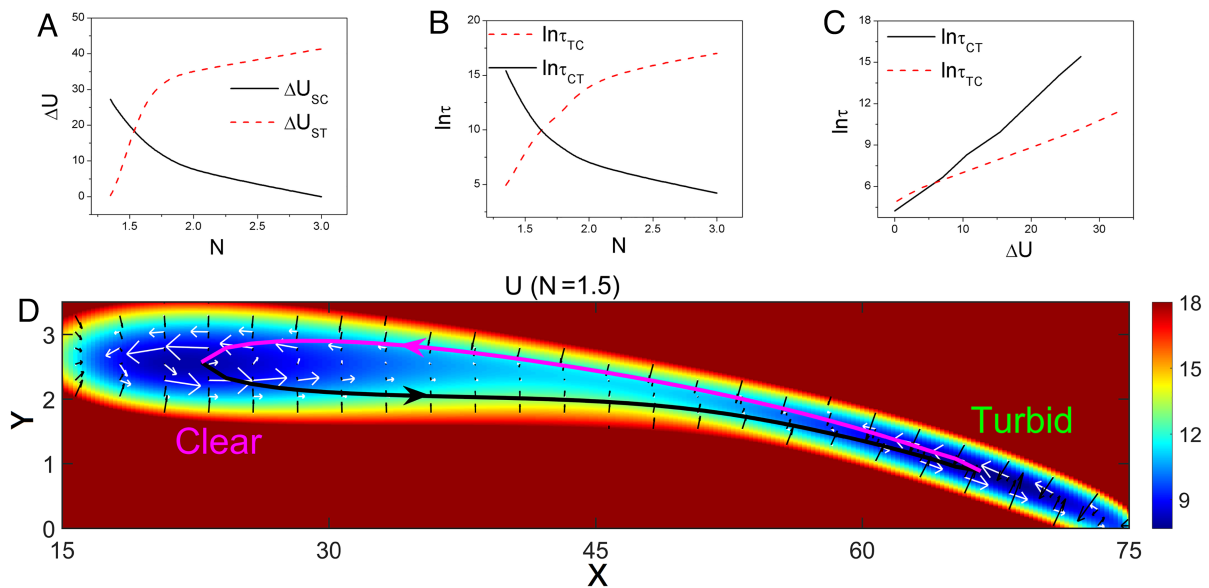 A
50
40
30
20
10
0
ΔU
ΔU_SC
ΔU_ST
1.5
2.0
2.5
3.0
N
B
20
15
10
5
lnτ
lnτ_TC
lnτ_CT
1.5
2.0
2.5
3.0
N
C
18
15
12
9
6
lnτ
lnτ_CT
lnτ_TC
0
10
20
30
ΔU
D
U (N=1.5)
3
2
1
0
Y
Clear
Turbid
15
30
45
60
75
X
18
15
12
9